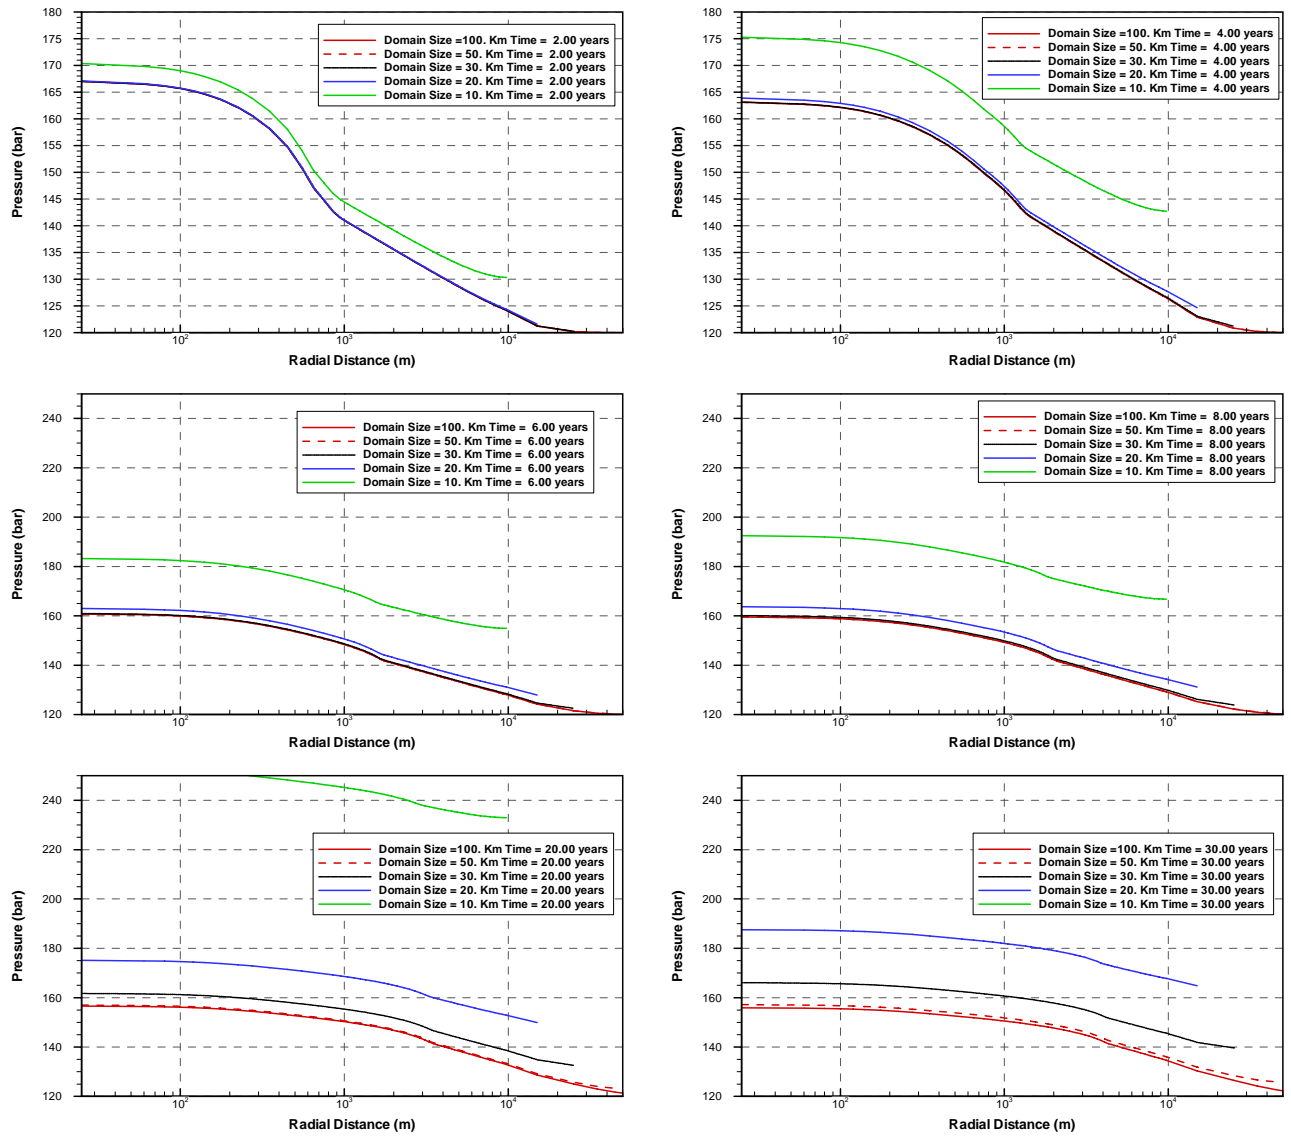 180
175
170
165
160
155
150
145
140
135
130
125
120
Pressure (bar)
Domain Size =100. Km Time = 2.00 years
Domain Size = 50. Km Time = 2.00 years
Domain Size = 30. Km Time = 2.00 years
Domain Size = 20. Km Time = 2.00 years
Domain Size = 10. Km Time = 2.00 years
10² 10³ 10⁴
Radial Distance (m)
180
175
170
165
160
155
150
145
140
135
130
125
120
Pressure (bar)
Domain Size =100. Km Time = 4.00 years
Domain Size = 50. Km Time = 4.00 years
Domain Size = 30. Km Time = 4.00 years
Domain Size = 20. Km Time = 4.00 years
Domain Size = 10. Km Time = 4.00 years
10² 10³ 10⁴
Radial Distance (m)
240
220
200
180
160
140
120
Pressure (bar)
Domain Size =100. Km Time = 6.00 years
Domain Size = 50. Km Time = 6.00 years
Domain Size = 30. Km Time = 6.00 years
Domain Size = 20. Km Time = 6.00 years
Domain Size = 10. Km Time = 6.00 years
10² 10³ 10⁴
Radial Distance (m)
240
220
200
180
160
140
120
Pressure (bar)
Domain Size =100. Km Time = 8.00 years
Domain Size = 50. Km Time = 8.00 years
Domain Size = 30. Km Time = 8.00 years
Domain Size = 20. Km Time = 8.00 years
Domain Size = 10. Km Time = 8.00 years
10² 10³ 10⁴
Radial Distance (m)
240
220
200
180
160
140
120
Pressure (bar)
Domain Size =100. Km Time = 20.00 years
Domain Size = 50. Km Time = 20.00 years
Domain Size = 30. Km Time = 20.00 years
Domain Size = 20. Km Time = 20.00 years
Domain Size = 10. Km Time = 20.00 years
10² 10³ 10⁴
Radial Distance (m)
240
220
200
180
160
140
120
Pressure (bar)
Domain Size =100. Km Time = 30.00 years
Domain Size = 50. Km Time = 30.00 years
Domain Size = 30. Km Time = 30.00 years
Domain Size = 20. Km Time = 30.00 years
Domain Size = 10. Km Time = 30.00 years
10² 10³ 10⁴
Radial Distance (m)